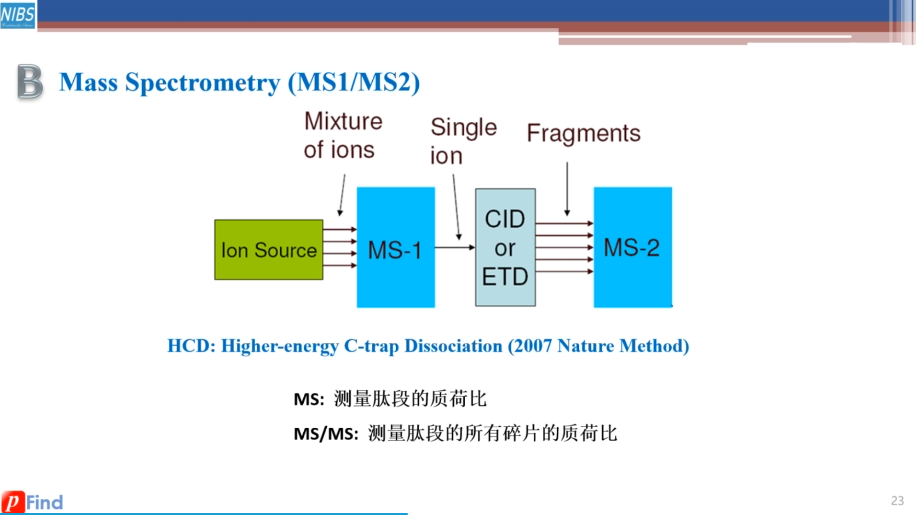 NIBS
B Mass Spectrometry (MS1/MS2)
Mixture
of ions
Single
ion
Fragments
Ion Source
MS-1
CID
or
ETD
MS-2
HCD: Higher-energy C-trap Dissociation (2007 Nature Method)
MS: 测量肽段的质荷比
MS/MS: 测量肽段的所有碎片的质荷比
pFind
23